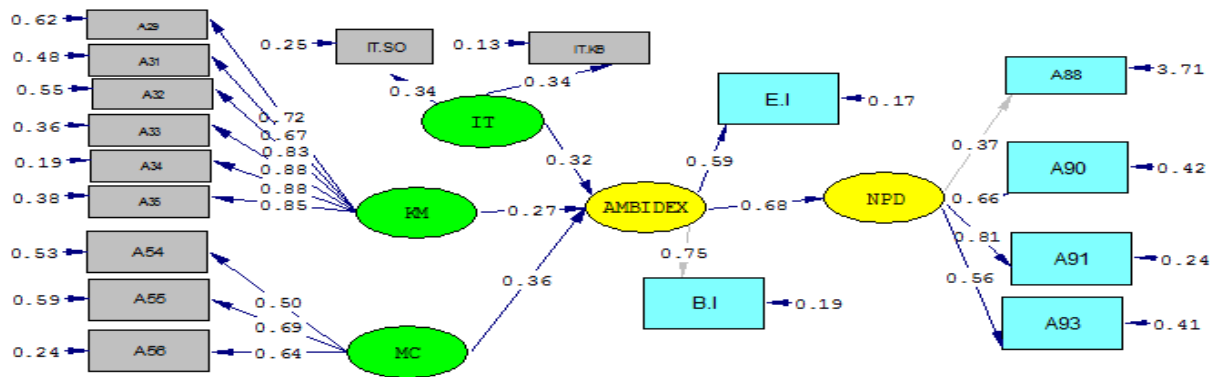 0.62 A29
0.48 A31
0.55 A32
0.36 A33
0.19 A34
0.38 A35
0.53 A54
0.59 A55
0.24 A56
0.72
0.67
0.83
0.88
0.88
0.85
0.50
0.69
0.64
KM
MC
0.25 IT.SO
0.13 IT.KB
0.34
0.34
IT
0.32
0.27
0.36
AMBIDEX
0.59
E.I 0.17
0.75
B.I 0.19
0.68
NPD
0.37
0.66
0.81
0.56
A88 3.71
A90 0.42
A91 0.24
A93 0.41